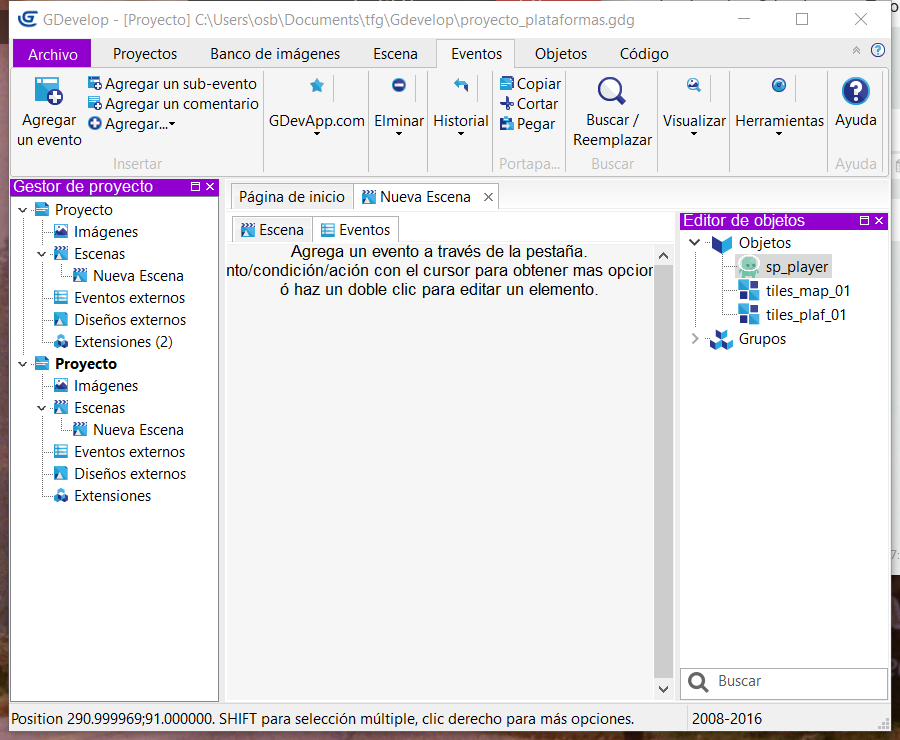 GDevelop - [Proyecto] C:\Users\osb\Documents\tfg\Gdevelop\proyecto_plataformas.gdg
Archivo Proyectos Banco de imágenes Escena Eventos Objetos Código
Agregar un evento
Agregar un sub-evento
Agregar un comentario
Agregar...
Insertar
GDevApp.com
Elminar
Historial
Copiar
Cortar
Pegar
Portapa...
Buscar / Reemplazar
Buscar
Visualizar
Herramientas
Ayuda
Ayuda
Gestor de proyecto
Proyecto
Imágenes
Escenas
Nueva Escena
Eventos externos
Diseños externos
Extensiones (2)
Proyecto
Imágenes
Escenas
Nueva Escena
Eventos externos
Diseños externos
Extensiones
Página de inicio Nueva Escena
Escena Eventos
Agrega un evento a través de la pestaña.
nto/condición/ación con el cursor para obtener mas opcion
ó haz un doble clic para editar un elemento.
Editor de objetos
Objetos
sp_player
tiles_map_01
tiles_plaf_01
Grupos
Buscar
Position 290.999969;91.000000. SHIFT para selección múltiple, clic derecho para más opciones.
2008-2016